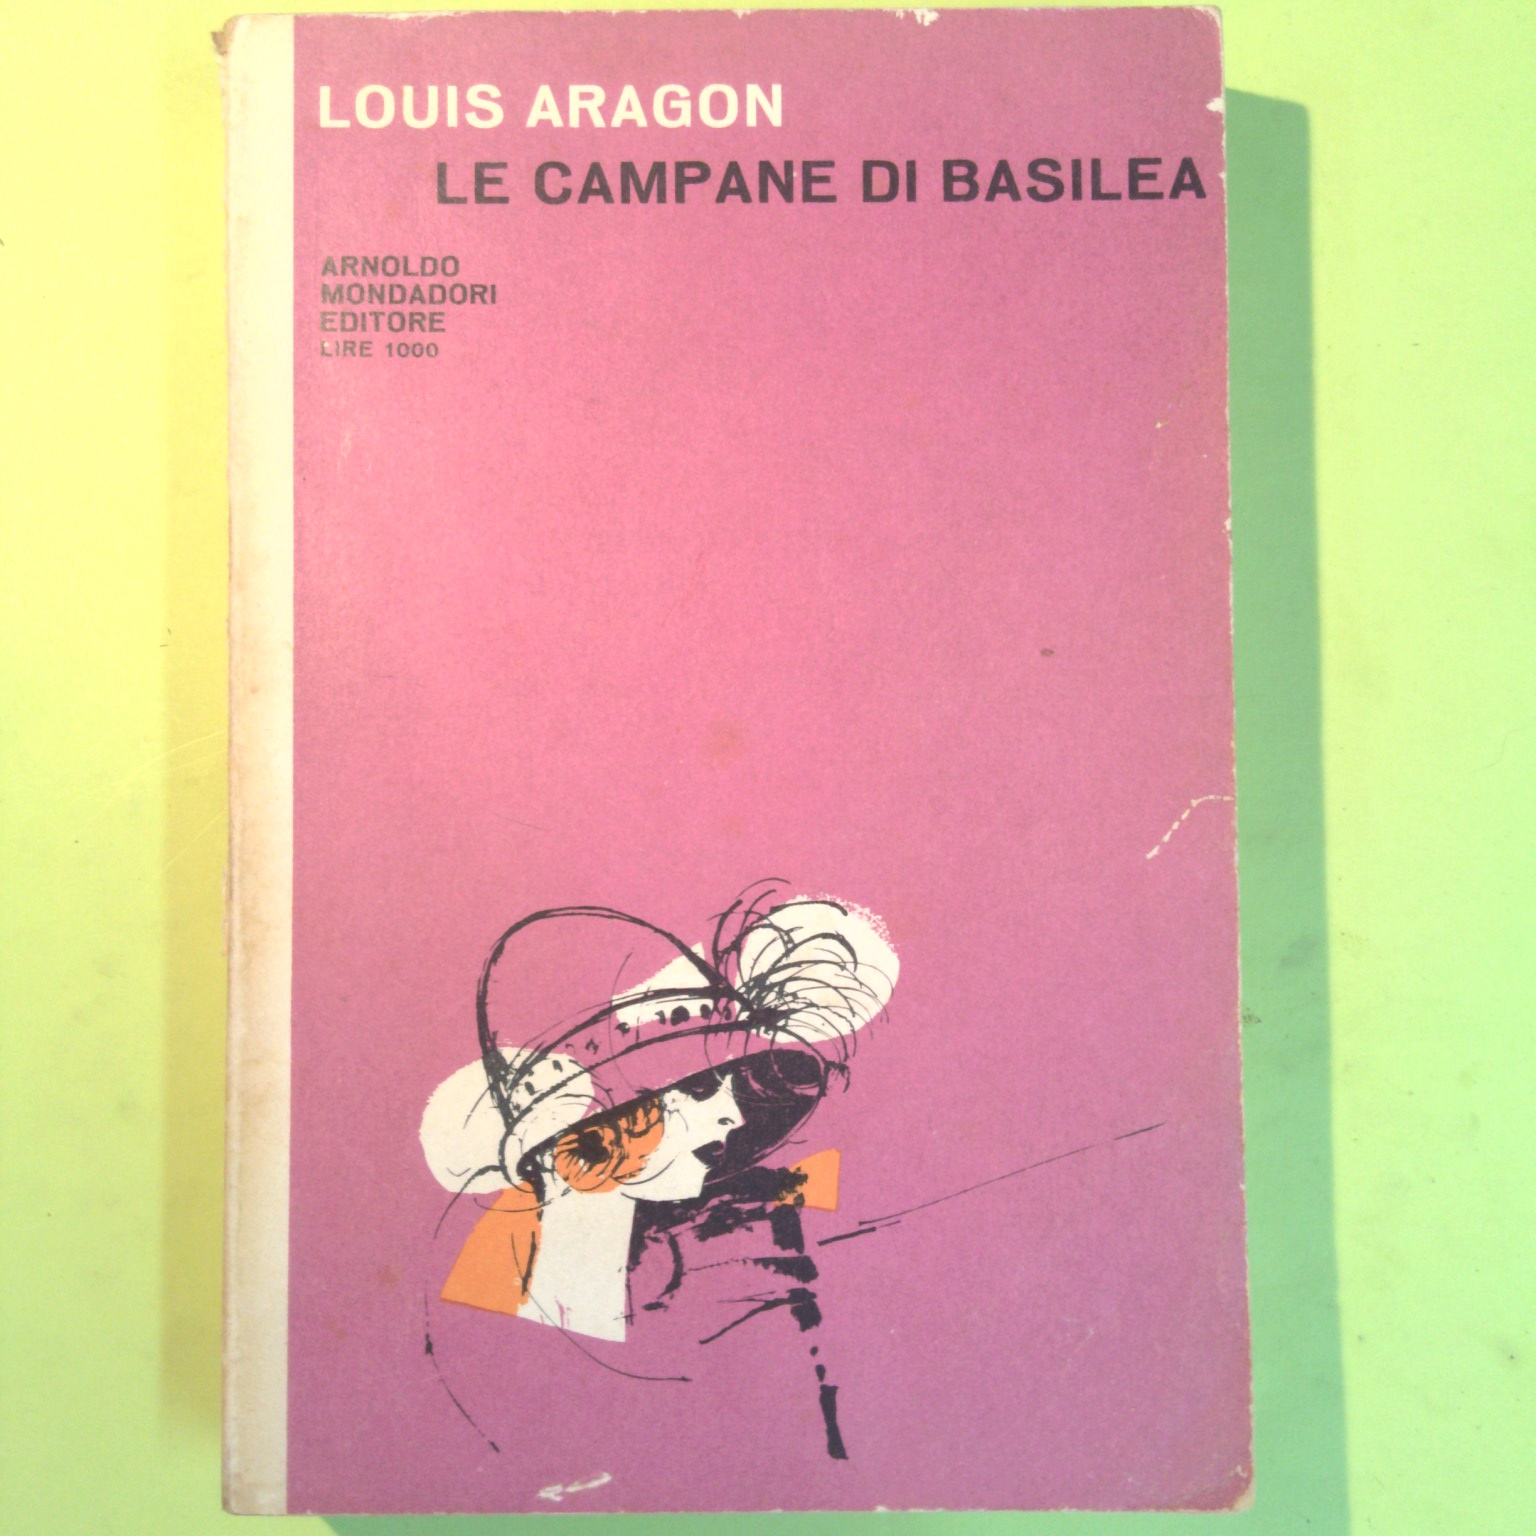 LOUIS ARAGON
LE CAMPANE DI BASILEA
ARNOLDO
MONDADORI
EDITORE
LIRE 1000